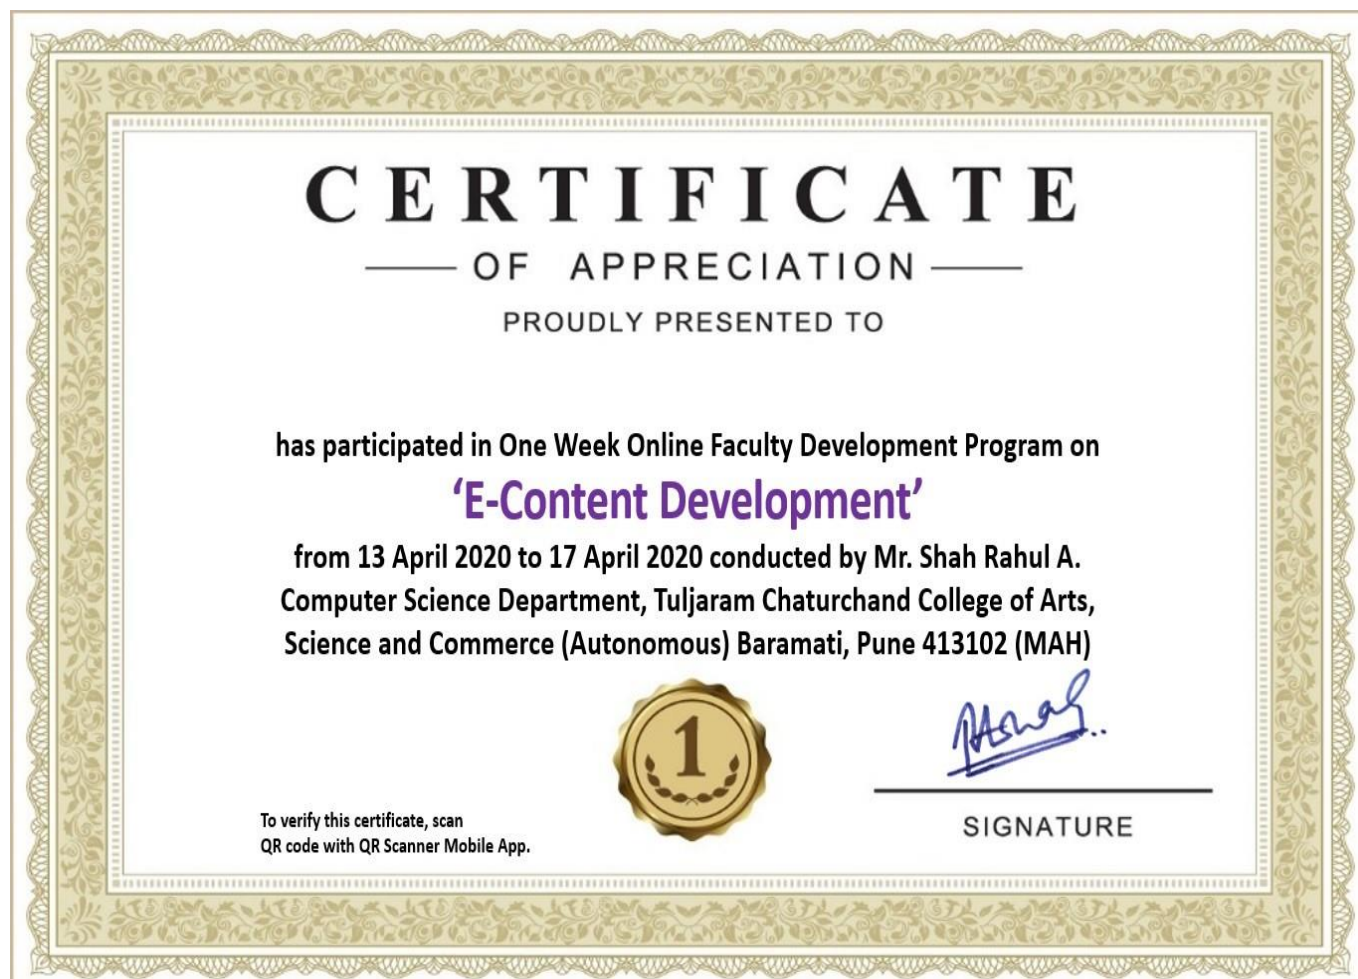 CERTIFICATE
OF APPRECIATION
PROUDLY PRESENTED TO
has participated in One Week Online Faculty Development Program on
‘E-Content Development’
from 13 April 2020 to 17 April 2020 conducted by Mr. Shah Rahul A.
Computer Science Department, Tuljaram Chaturchand College of Arts,
Science and Commerce (Autonomous) Baramati, Pune 413102 (MAH)
1
To verify this certificate, scan
QR code with QR Scanner Mobile App.
SIGNATURE